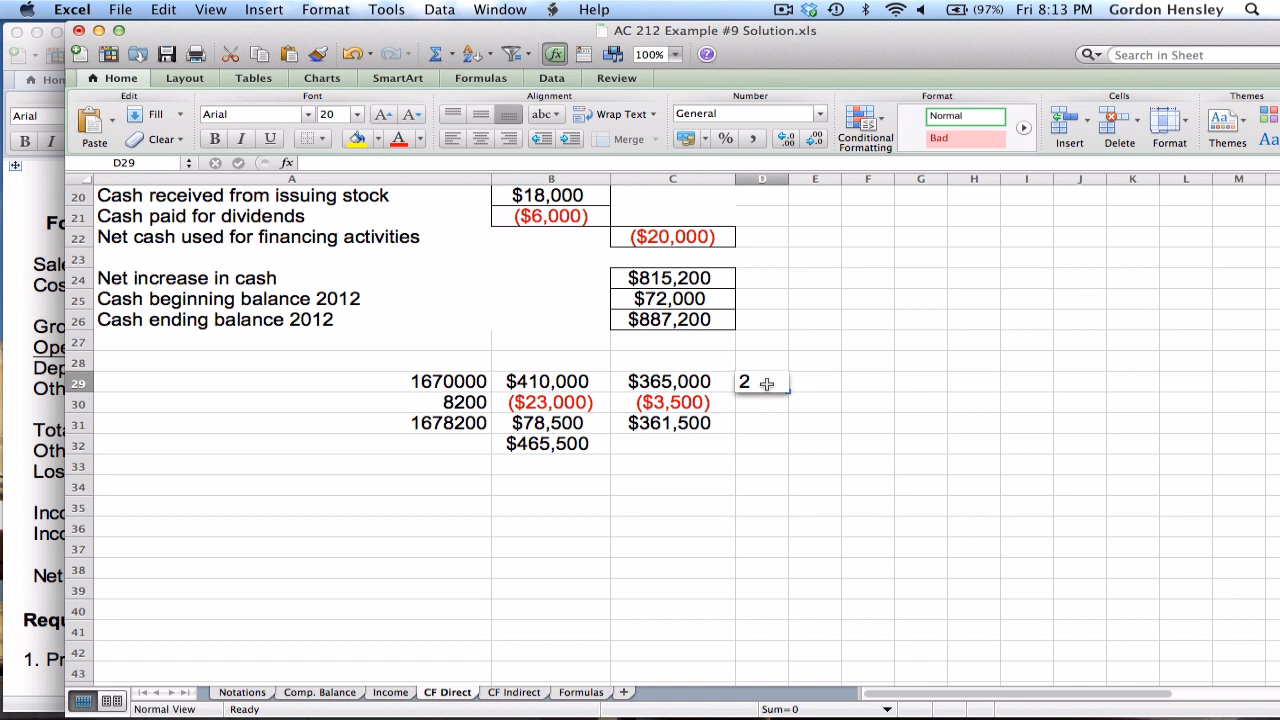 Excel File Edit View Insert Format Tools Data Window Help (97%) Fri 8:13 PM Gordon Hensley
AC 212 Example #9 Solution.xls
100% Search in Sheet
Home Layout Tables Charts SmartArt Formulas Data Review
Edit Font Alignment Number Format Cells Themes
Fill Arial 20 abc Wrap Text General Normal
Paste Clear B I U Merge % Conditional Formatting Bad Insert Delete Format Themes Aa
Arial
B I
D29 fx
A B C D E F G H I J K L M
20 Cash received from issuing stock $18,000
21 Cash paid for dividends ($6,000)
22 Net cash used for financing activities ($20,000)
23
24 Net increase in cash $815,200
25 Cash beginning balance 2012 $72,000
26 Cash ending balance 2012 $887,200
27
28
29 1670000 $410,000 $365,000 2
30 8200 ($23,000) ($3,500)
31 1678200 $78,500 $361,500
32 $465,500
33
34
35
36
37
38
39
40
41
42
43
Notations Comp. Balance Income CF Direct CF Indirect Formulas
Normal View Ready Sum=0